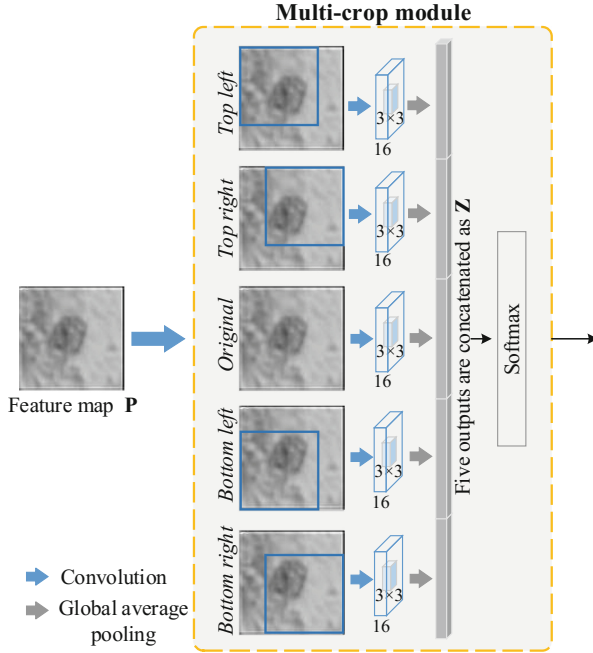 Multi-crop module
Top left
3×3
16
Top right
3×3
16
Original
3×3
16
Bottom left
3×3
16
Bottom right
3×3
16
Feature map P
Five outputs are concatenated as Z
Softmax
Convolution
Global average
pooling